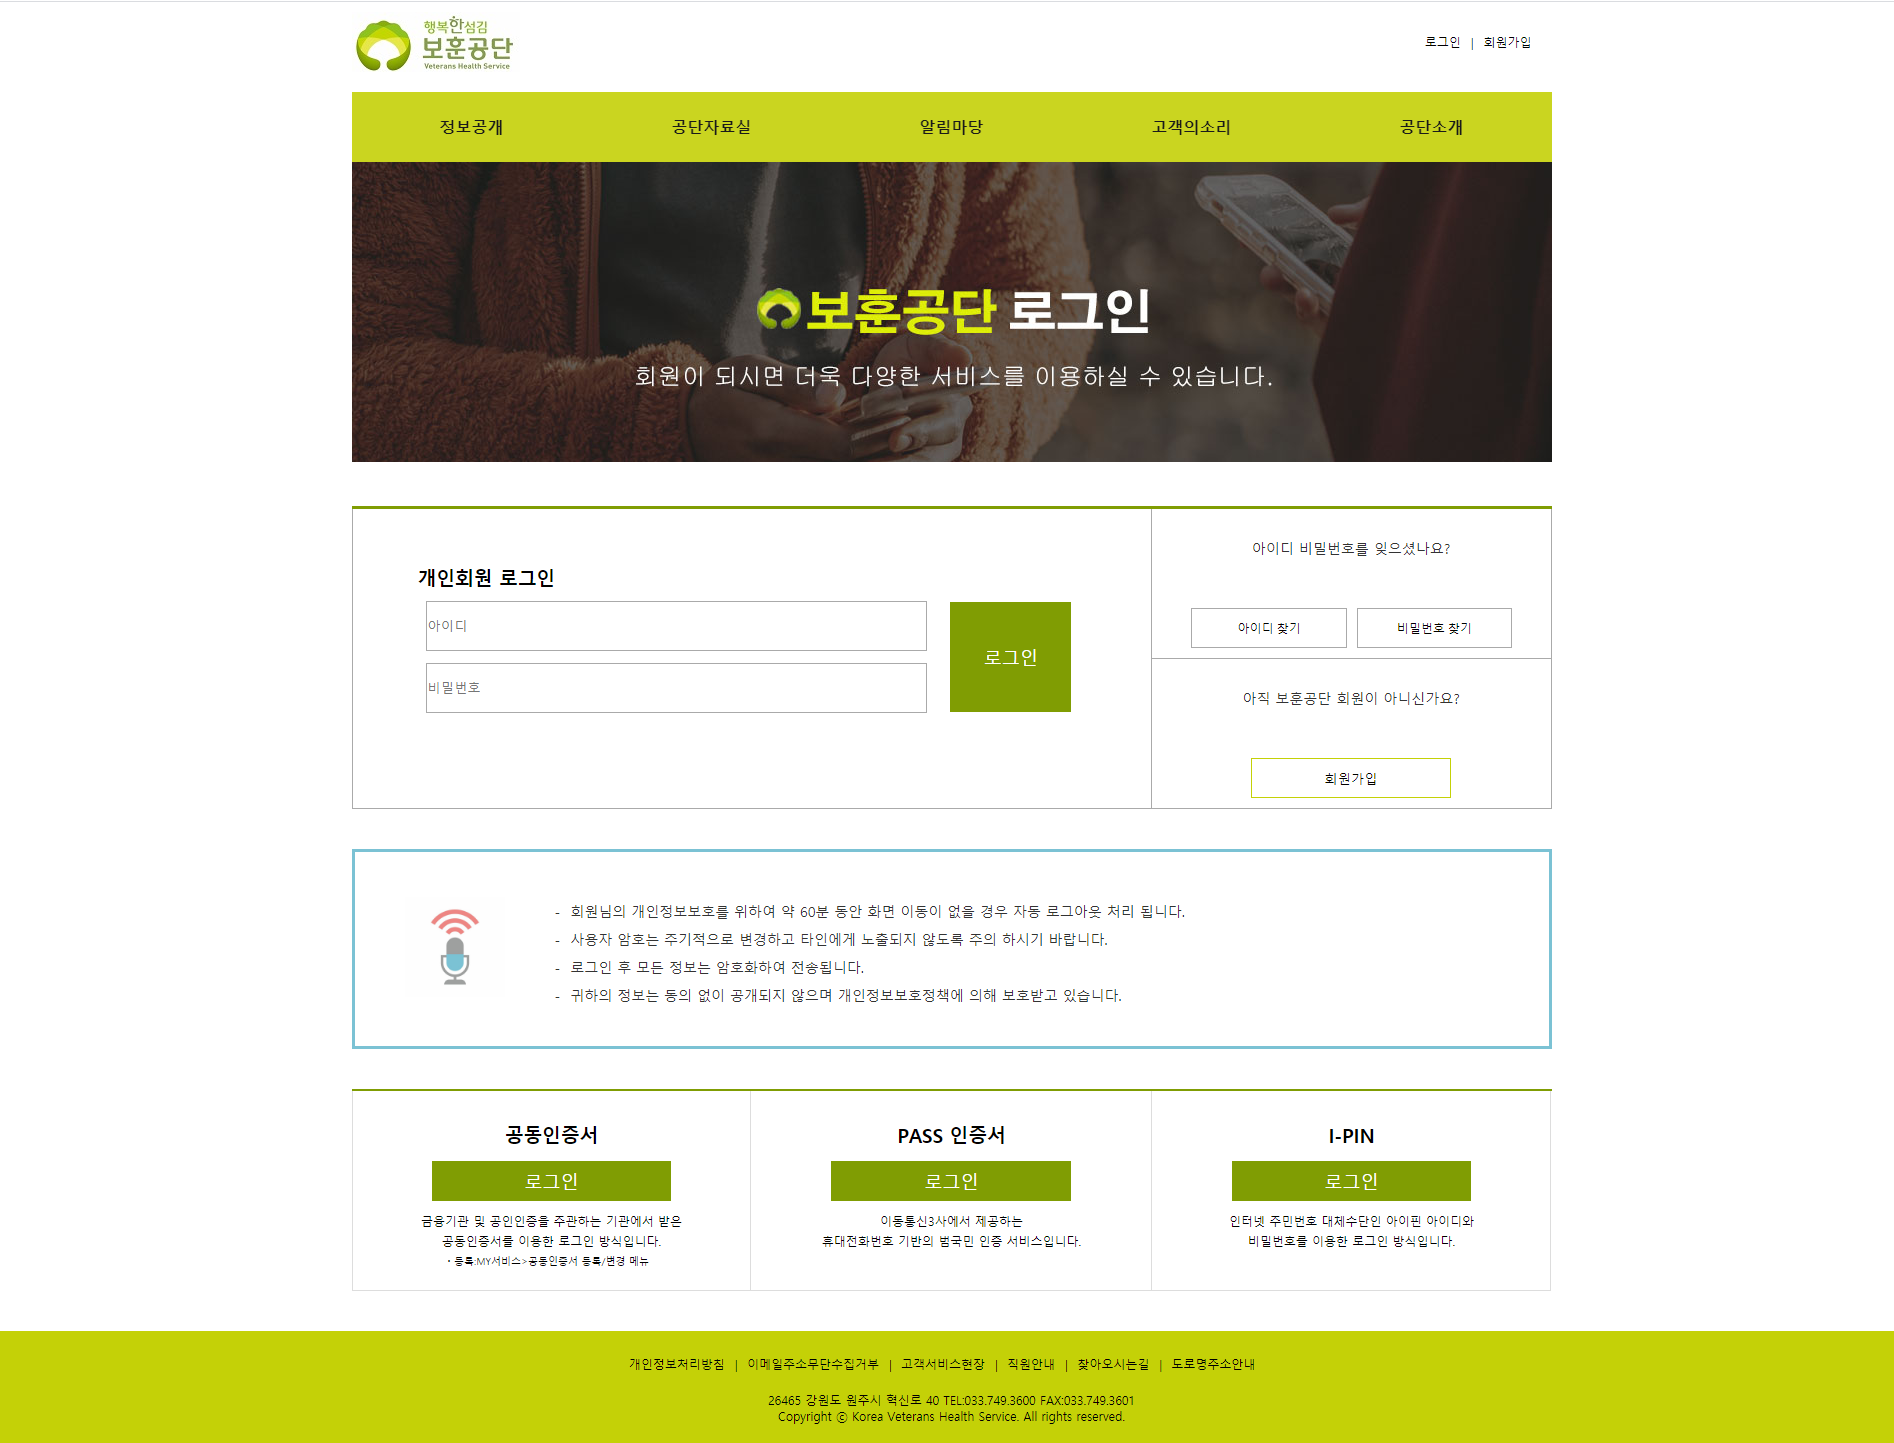 행복한섬김
보훈공단
Veterans Health Service
로그인 | 회원가입
정보공개 공단자료실 알림마당 고객의소리 공단소개
보훈공단 로그인
회원이 되시면 더욱 다양한 서비스를 이용하실 수 있습니다.
개인회원 로그인
아이디
비밀번호
로그인
아이디 비밀번호를 잊으셨나요?
아이디 찾기 비밀번호 찾기
아직 보훈공단 회원이 아니신가요?
회원가입
- 회원님의 개인정보보호를 위하여 약 60분 동안 화면 이동이 없을 경우 자동 로그아웃 처리 됩니다.
- 사용자 암호는 주기적으로 변경하고 타인에게 노출되지 않도록 주의 하시기 바랍니다.
- 로그인 후 모든 정보는 암호화하여 전송됩니다.
- 귀하의 정보는 동의 없이 공개되지 않으며 개인정보보호정책에 의해 보호받고 있습니다.
공동인증서
로그인
금융기관 및 공인인증을 주관하는 기관에서 받은
공동인증서를 이용한 로그인 방식입니다.
• 등록:MY서비스>공동인증서 등록/변경 메뉴
PASS 인증서
로그인
이동통신3사에서 제공하는
휴대전화번호 기반의 범국민 인증 서비스입니다.
I-PIN
로그인
인터넷 주민번호 대체수단인 아이핀 아이디와
비밀번호를 이용한 로그인 방식입니다.
개인정보처리방침 | 이메일주소무단수집거부 | 고객서비스현장 | 직원안내 | 찾아오시는길 | 도로명주소안내
26465 강원도 원주시 혁신로 40 TEL:033.749.3600 FAX:033.749.3601
Copyright ⓒ Korea Veterans Health Service. All rights reserved.